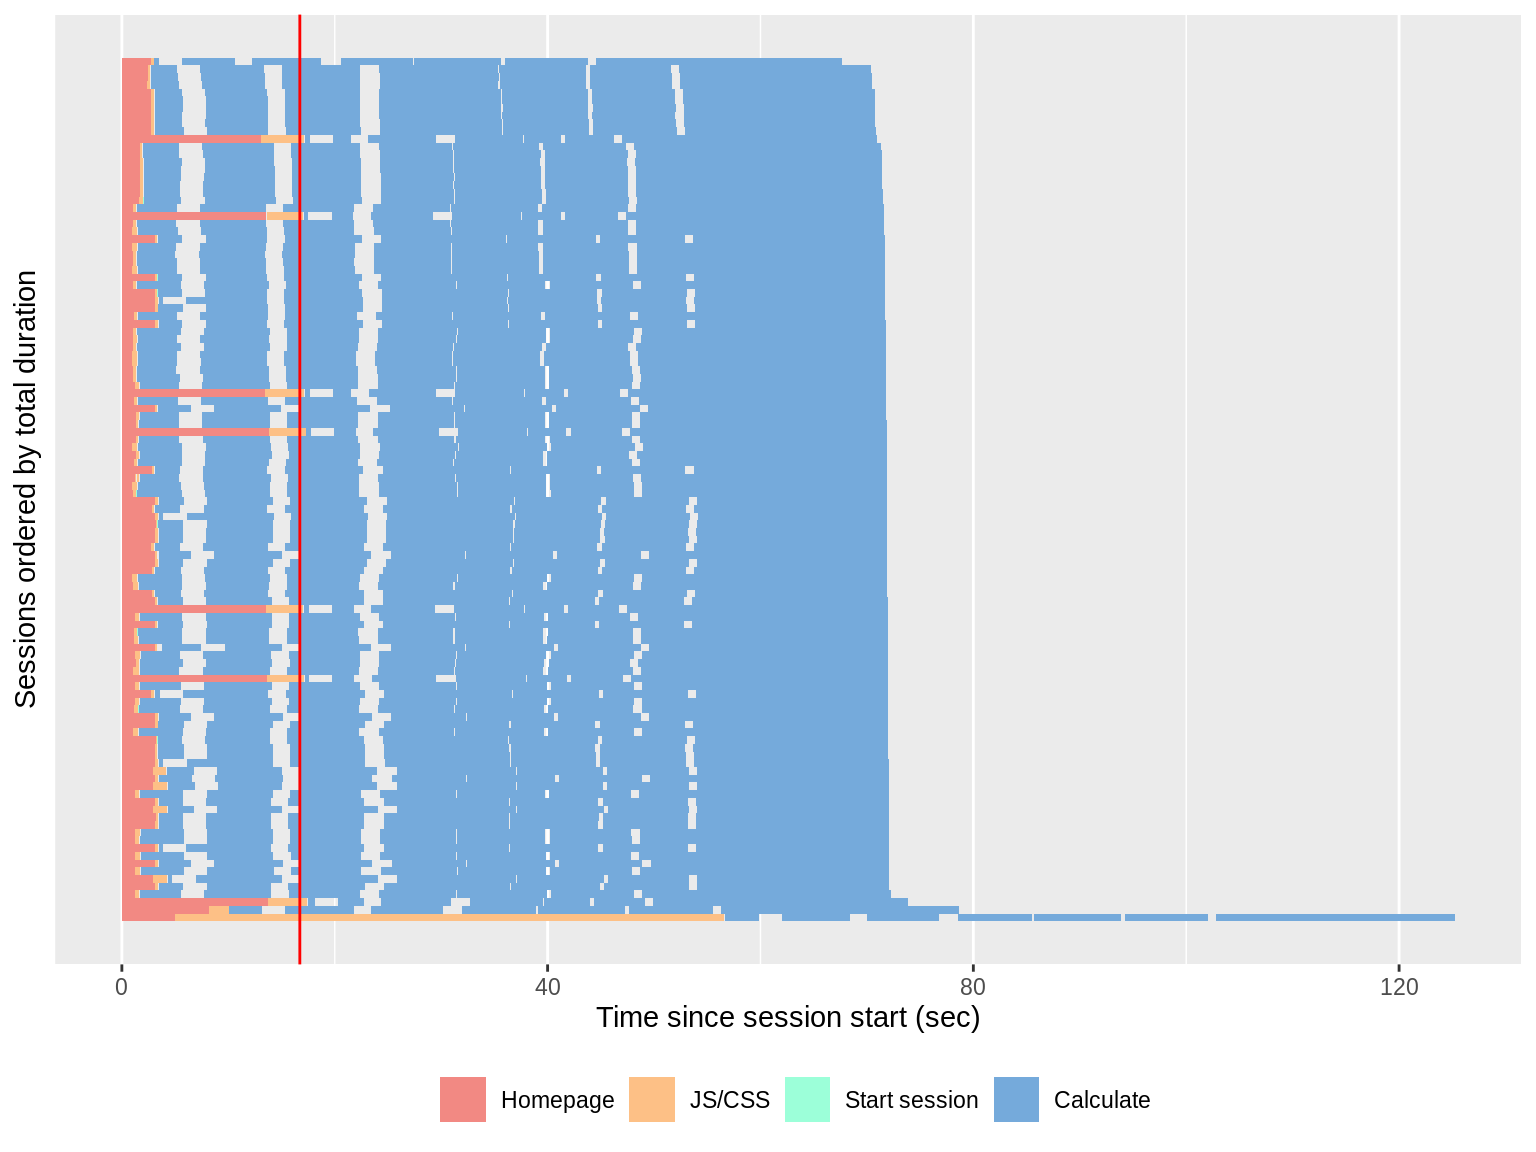 Sessions ordered by total duration
0 40 80 120
Time since session start (sec)
Homepage JS/CSS Start session Calculate